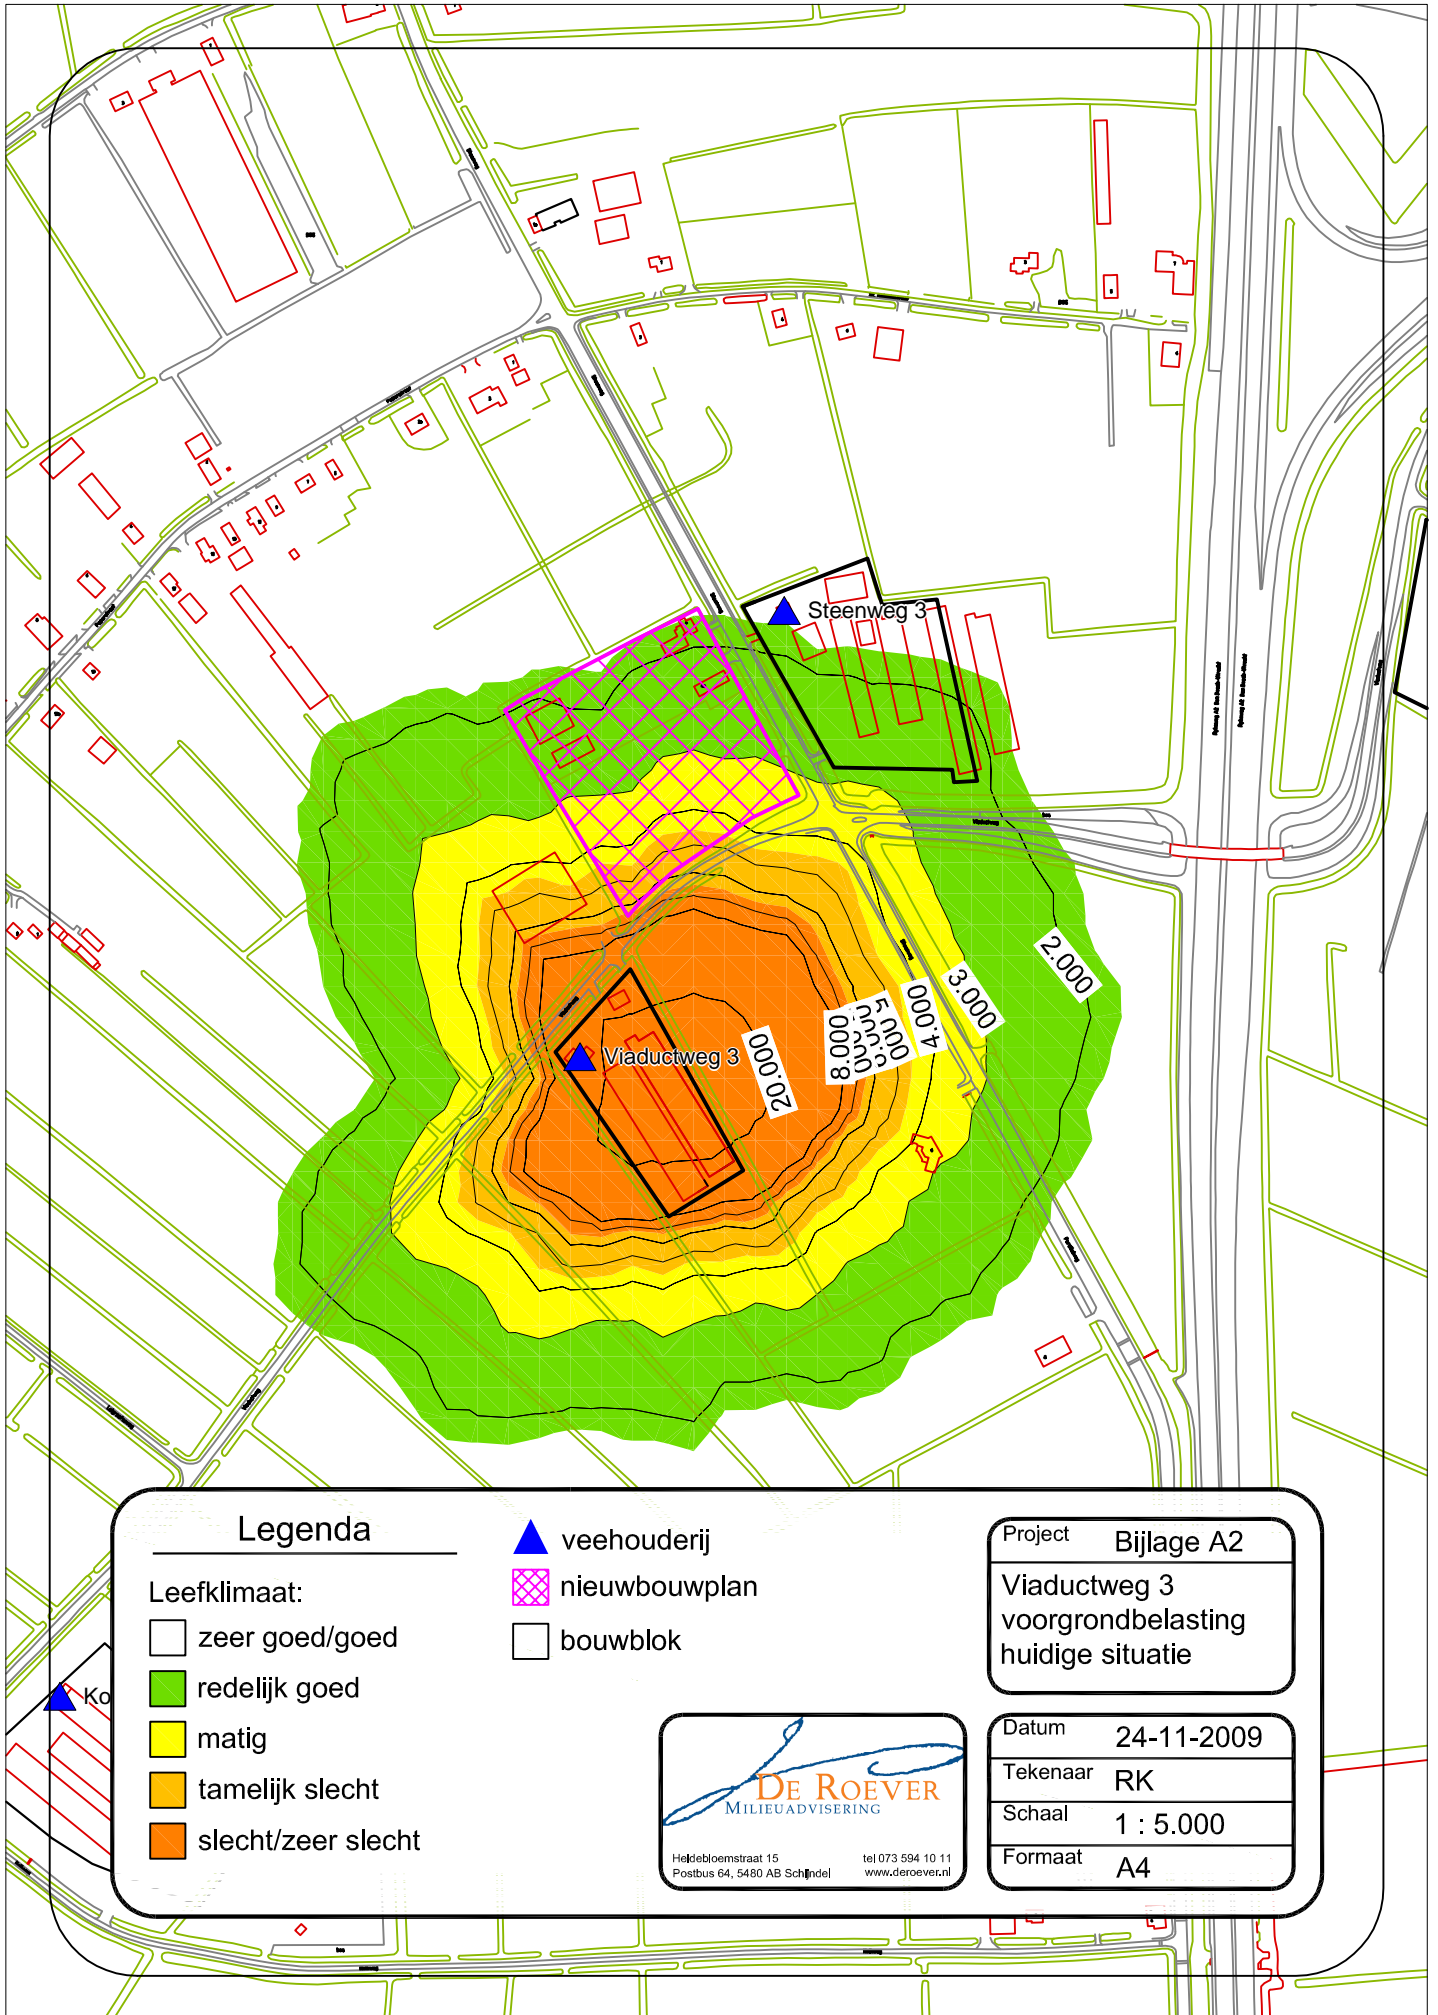 Steenweg 3
2.000
3.000
4.000
8.000
20.000
Viaductweg 3
Ko
Legenda
Leefklimaat:
zeer goed/goed
redelijk goed
matig
tamelijk slecht
slecht/zeer slecht
veehouderij
nieuwbouwplan
bouwblok
DE ROEVER
MILIEUADVISERING
Heidebloemstraat 15
Postbus 64, 5480 AB Schijndel
tel 073 594 10 11
www.deroever.nl
Project Bijlage A2
Viaductweg 3
voorgrondbelasting
huidige situatie
Datum 24-11-2009
Tekenaar RK
Schaal 1 : 5.000
Formaat A4